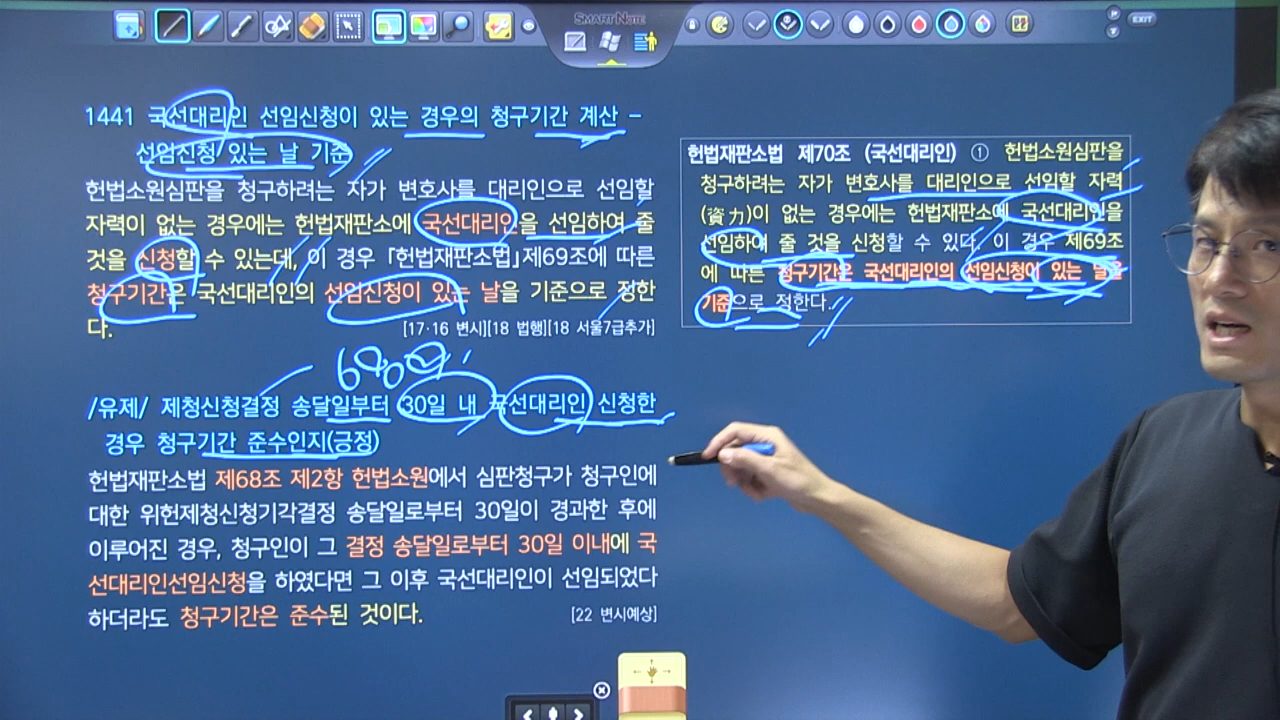 SMART NOTE
EXIT
1441 국선대리인 선임신청이 있는 경우의 청구기간 계산 –
선임신청 있는 날 기준
헌법소원심판을 청구하려는 자가 변호사를 대리인으로 선임할
자력이 없는 경우에는 헌법재판소에 국선대리인을 선임하여 줄
것을 신청할 수 있는데, 이 경우 「헌법재판소법」제69조에 따른
청구기간은 국선대리인의 선임신청이 있는 날을 기준으로 정한
다.
[17·16 변시][18 법행][18 서울7급추가]
/유제/ 제청신청결정 송달일부터 30일 내 국선대리인 신청한
경우 청구기간 준수인지(긍정)
헌법재판소법 제68조 제2항 헌법소원에서 심판청구가 청구인에
대한 위헌제청신청기각결정 송달일로부터 30일이 경과한 후에
이루어진 경우, 청구인이 그 결정 송달일로부터 30일 이내에 국
선대리인선임신청을 하였다면 그 이후 국선대리인이 선임되었다
하더라도 청구기간은 준수된 것이다.
[22 변시예상]
헌법재판소법 제70조 (국선대리인) ① 헌법소원심판을
청구하려는 자가 변호사를 대리인으로 선임할 자력
(資力)이 없는 경우에는 헌법재판소에 국선대리인을
선임하여 줄 것을 신청할 수 있다. 이 경우 제69조
에 따른 청구기간은 국선대리인의 선임신청이 있는 날을
기준으로 정한다.